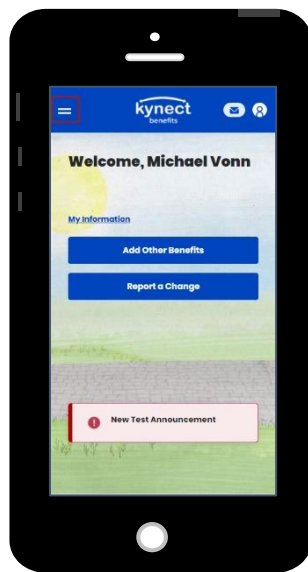 kynect
benefits
Welcome, Michael Vonn
My Information
Add Other Benefits
Report a Change
New Test Announcement